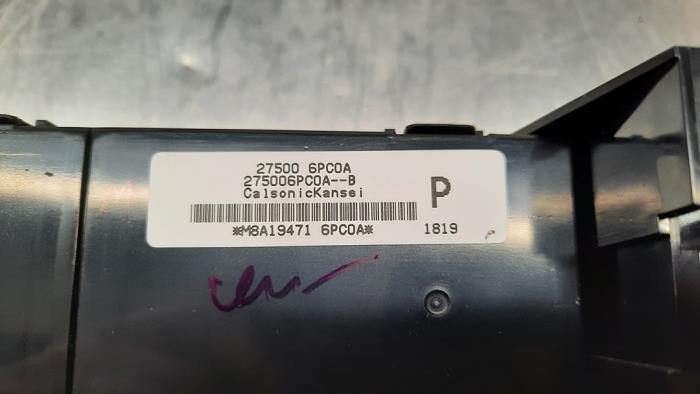 27500 6PC0A
275006PC0A--B
CalsonicKansei
P
*M8A19471 6PC0A*
1819